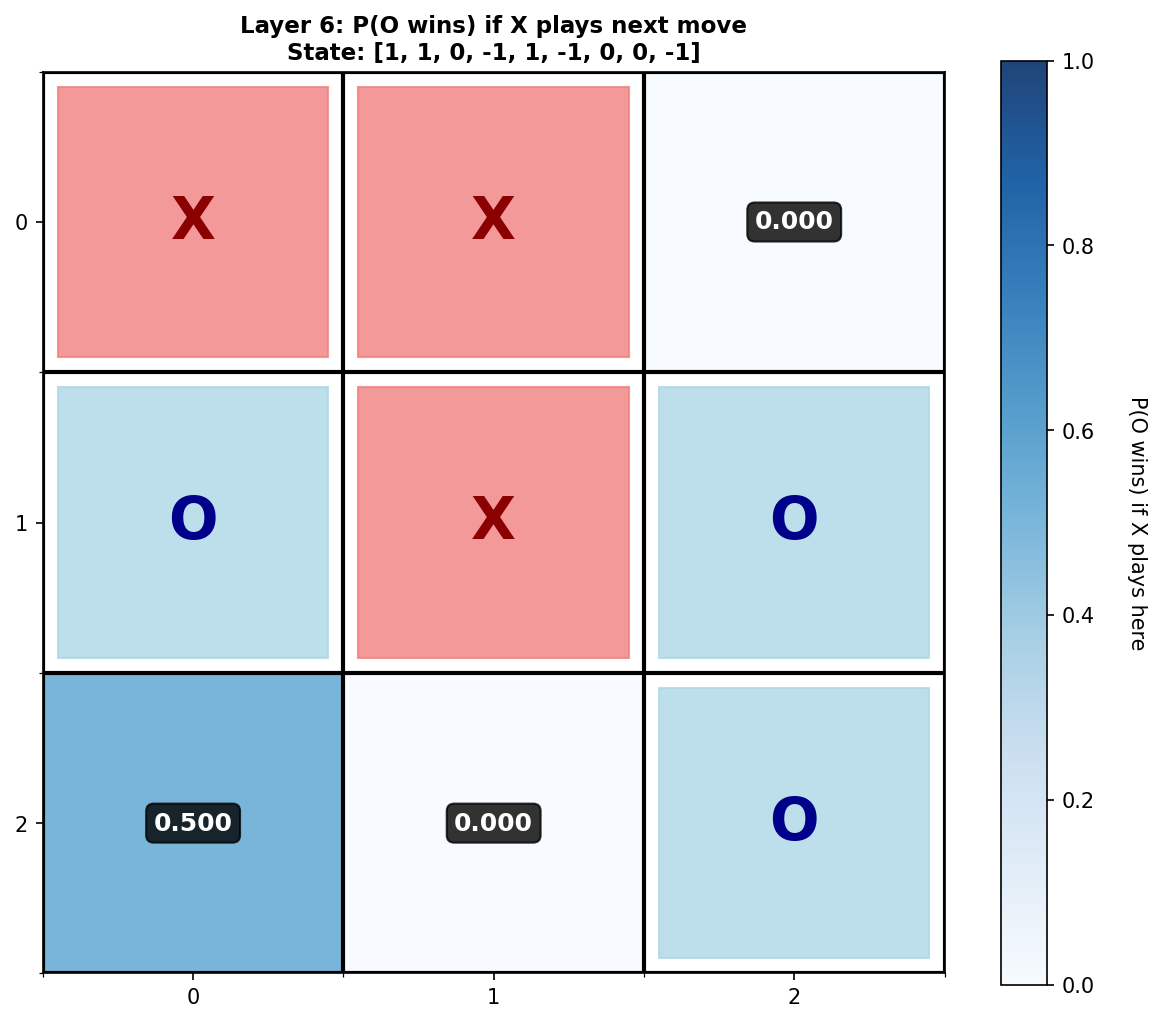 Layer 6: P(O wins) if X plays next move
State: [1, 1, 0, -1, 1, -1, 0, 0, -1]
0
X
X
0.000
1
O
X
O
2
0.500
0.000
O
0
1
2
1.0
0.8
0.6
0.4
0.2
0.0
P(O wins) if X plays here